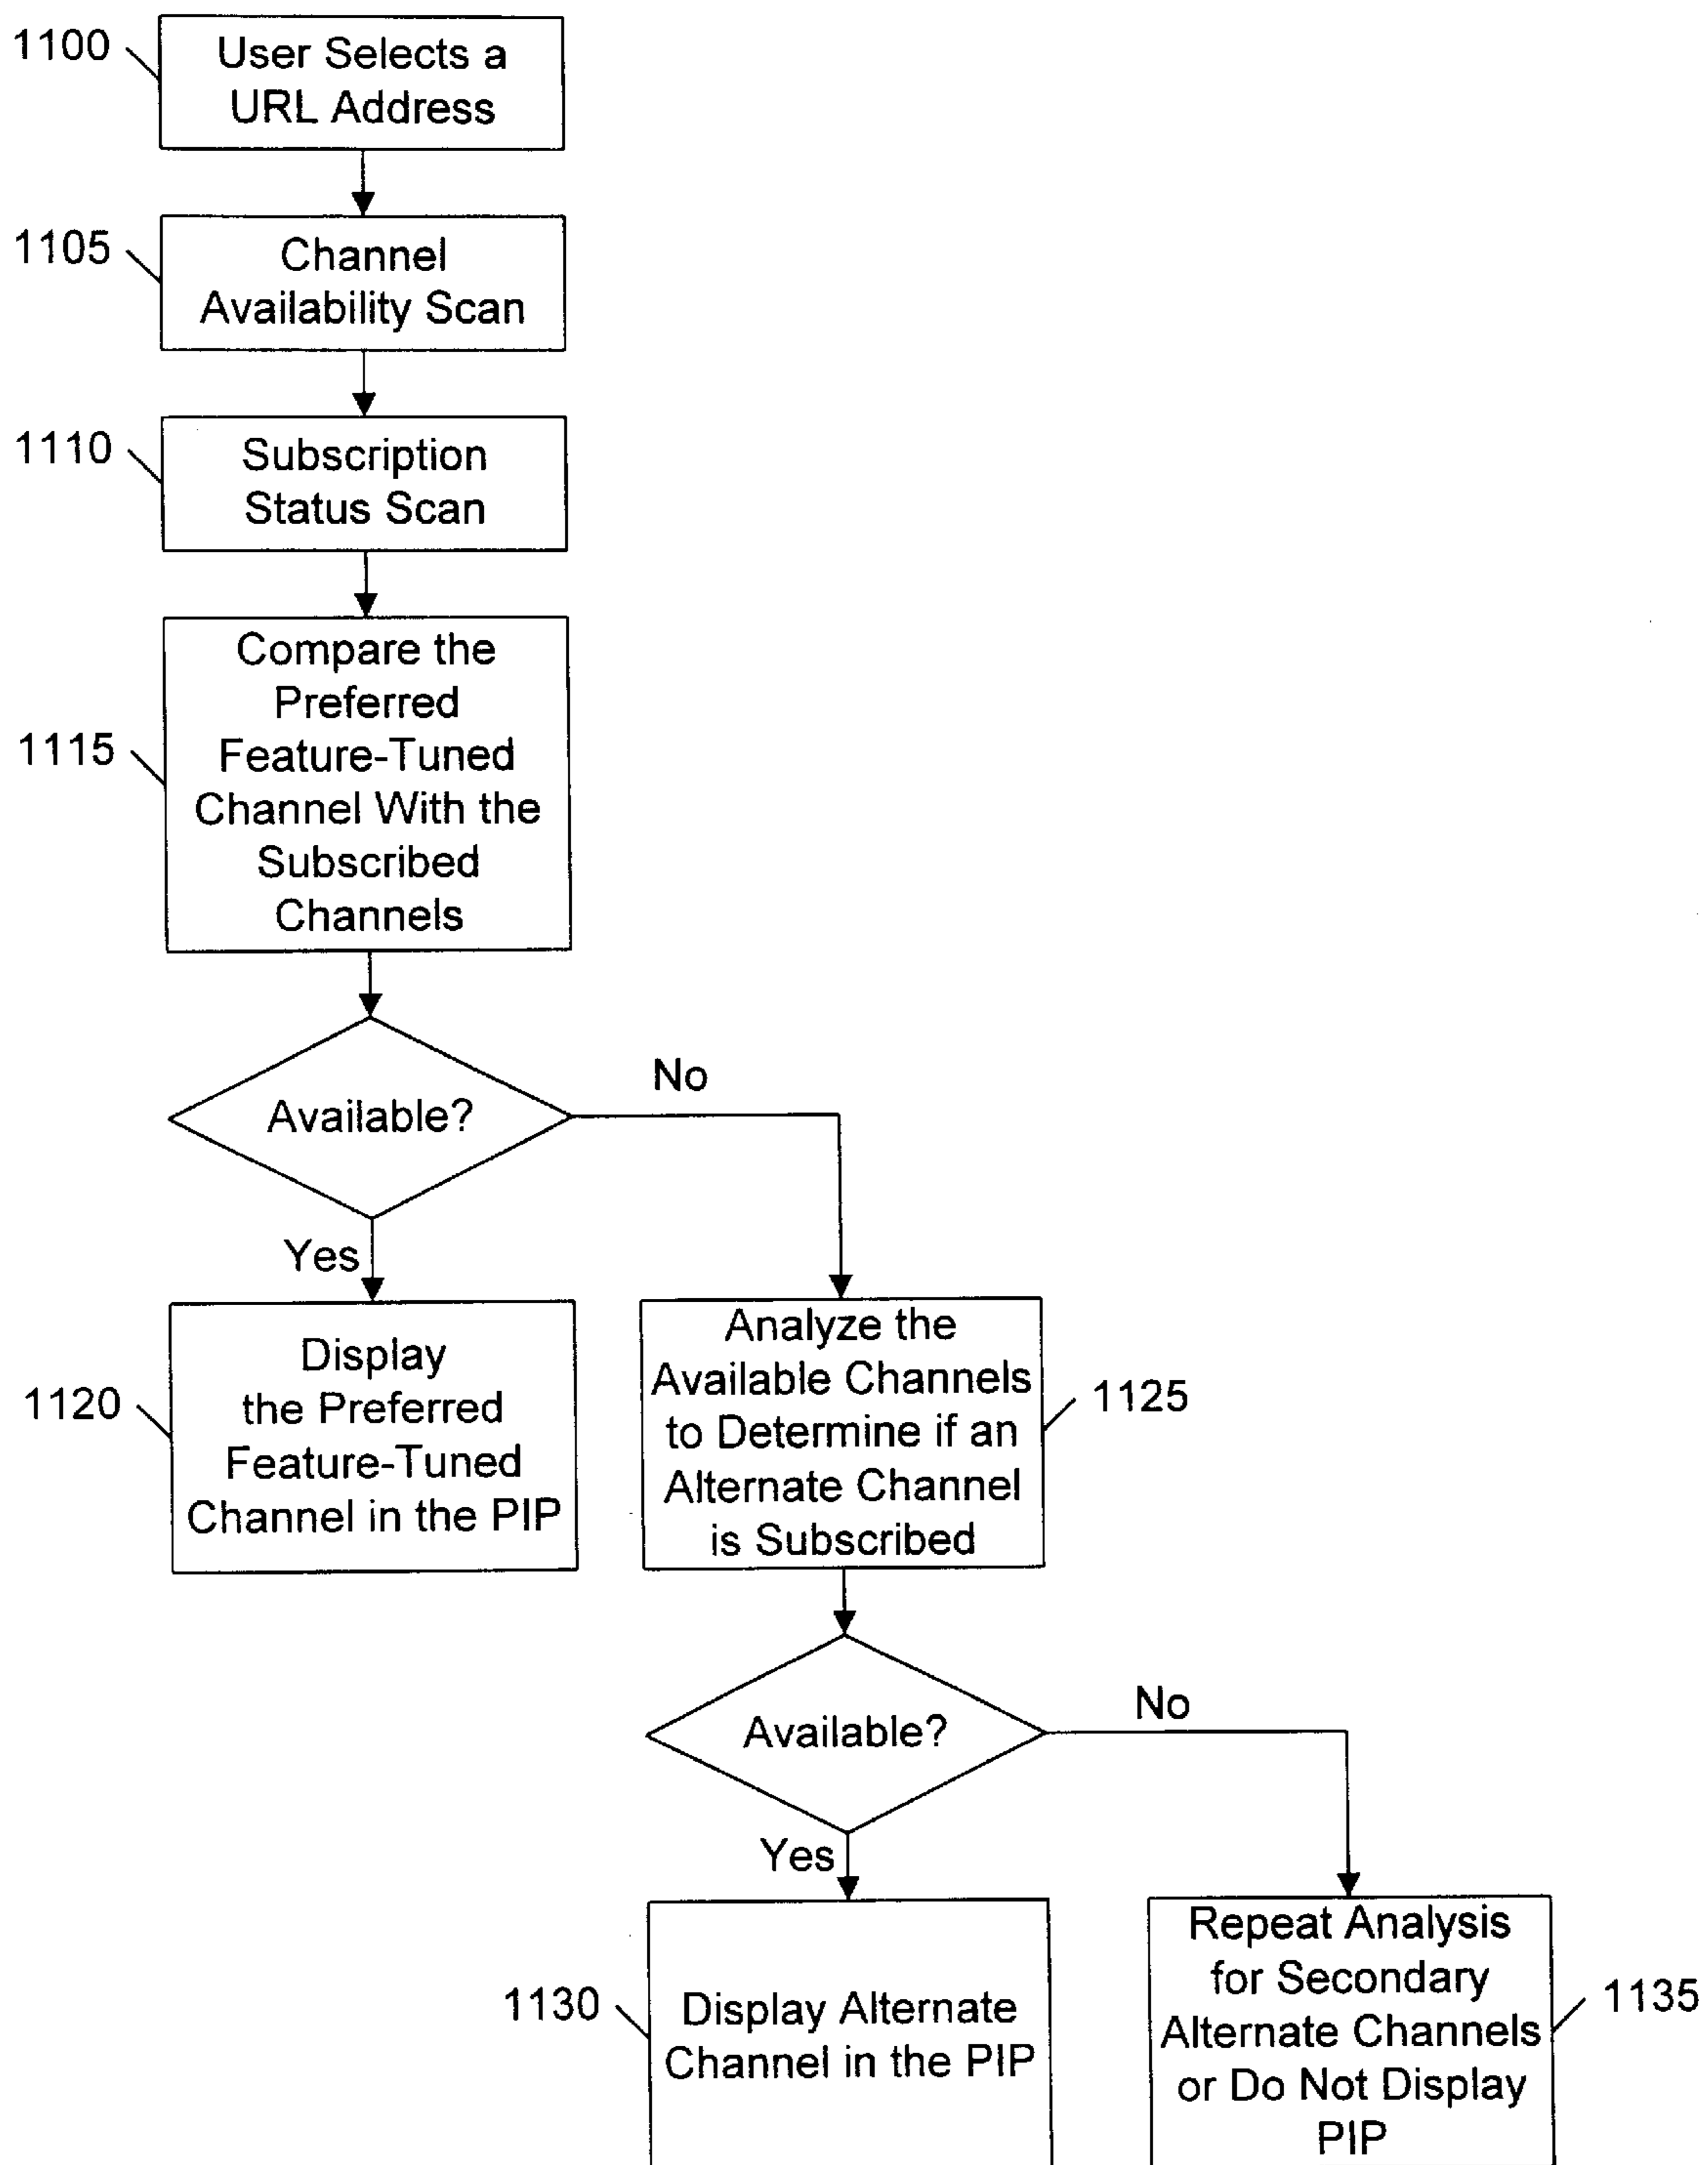 1100
User Selects a
URL Address
1105
Channel
Availability Scan
1110
Subscription
Status Scan
1115
Compare the
Preferred
Feature-Tuned
Channel With the
Subscribed
Channels
Available?
No
Yes
1120
Display
the Preferred
Feature-Tuned
Channel in the PIP
Analyze the
Available Channels
to Determine if an
Alternate Channel
is Subscribed
1125
Available?
No
Yes
1130
Display Alternate
Channel in the PIP
Repeat Analysis
for Secondary
Alternate Channels
or Do Not Display
PIP
1135